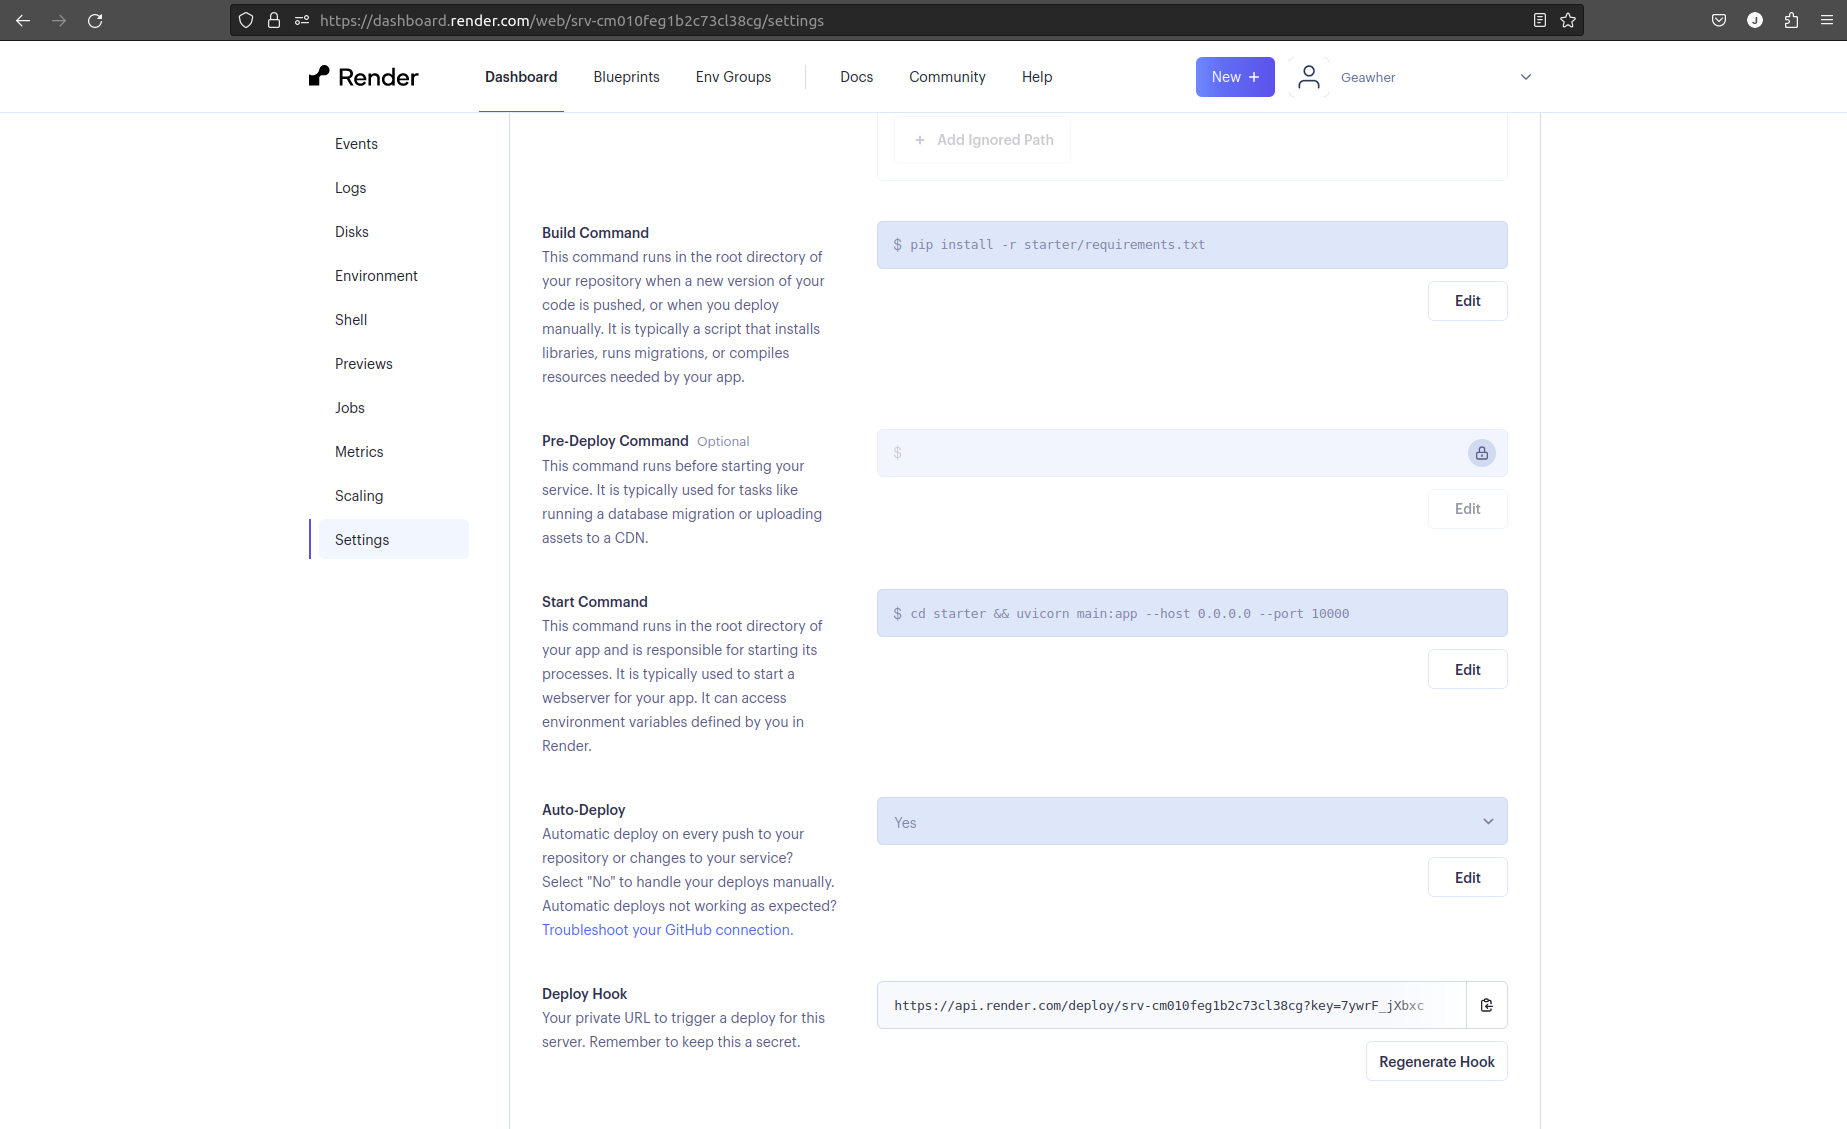 https://dashboard.render.com/web/srv-cm010feg1b2c73cl38cg/settings
J
Render
Dashboard
Blueprints
Env Groups
Docs
Community
Help
New +
Geawher
Events
Logs
Disks
Environment
Shell
Previews
Jobs
Metrics
Scaling
Settings
+ Add Ignored Path
Build Command
This command runs in the root directory of
your repository when a new version of your
code is pushed, or when you deploy
manually. It is typically a script that installs
libraries, runs migrations, or compiles
resources needed by your app.
$ pip install -r starter/requirements.txt
Edit
Pre-Deploy Command Optional
This command runs before starting your
service. It is typically used for tasks like
running a database migration or uploading
assets to a CDN.
$
Edit
Start Command
This command runs in the root directory of
your app and is responsible for starting its
processes. It is typically used to start a
webserver for your app. It can access
environment variables defined by you in
Render.
$ cd starter && uvicorn main:app --host 0.0.0.0 --port 10000
Edit
Auto-Deploy
Automatic deploy on every push to your
repository or changes to your service?
Select "No" to handle your deploys manually.
Automatic deploys not working as expected?
Troubleshoot your GitHub connection.
Yes
Edit
Deploy Hook
Your private URL to trigger a deploy for this
server. Remember to keep this a secret.
https://api.render.com/deploy/srv-cm010feg1b2c73cl38cg?key=7ywrF_jXbxc
Regenerate Hook